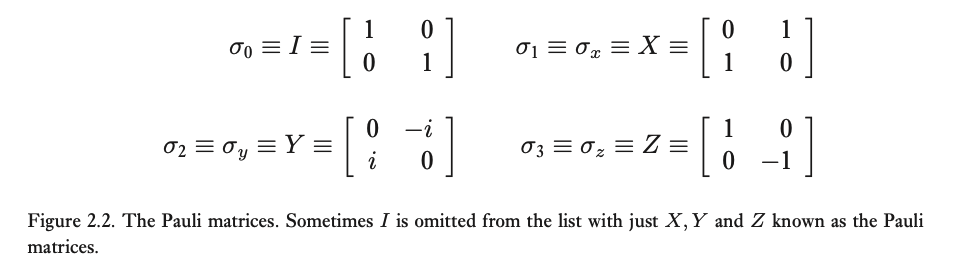 σ₀ ≡ I ≡ [ 1 0 ; 0 1 ] σ₁ ≡ σₓ ≡ X ≡ [ 0 1 ; 1 0 ]
σ₂ ≡ σ_y ≡ Y ≡ [ 0 −i ; i 0 ] σ₃ ≡ σ_z ≡ Z ≡ [ 1 0 ; 0 −1 ]
Figure 2.2. The Pauli matrices. Sometimes I is omitted from the list with just X, Y and Z known as the Pauli
matrices.